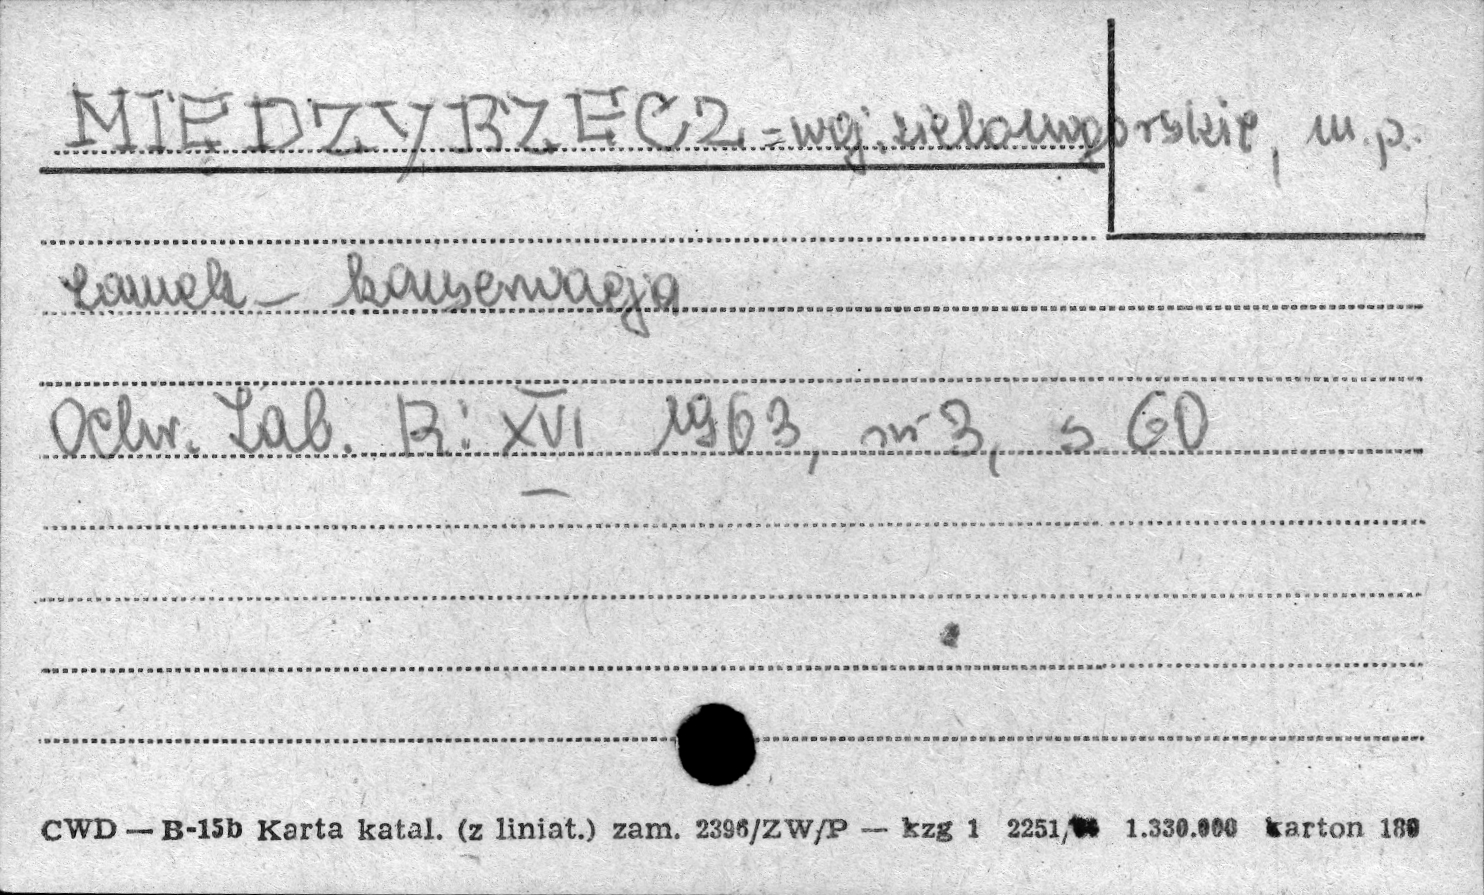 MIĘDZYRZECZ - woj. zielonogórskie, m.p.
zamek - konserwacja
Ochr. Zab. R: XVI 1963, nr 3, s. 60
CWD — B-15b Karta katal. (z liniat.) zam. 2396/ZW/P — kzg 1 2251/ 1.330.000 karton 180